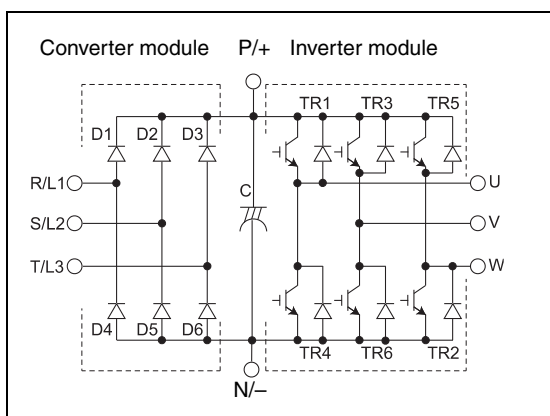 Converter module P/+ Inverter module
D1 D2 D3 TR1 TR3 TR5
R/L1 C U
S/L2 V
T/L3 W
D4 D5 D6 TR4 TR6 TR2
N/–